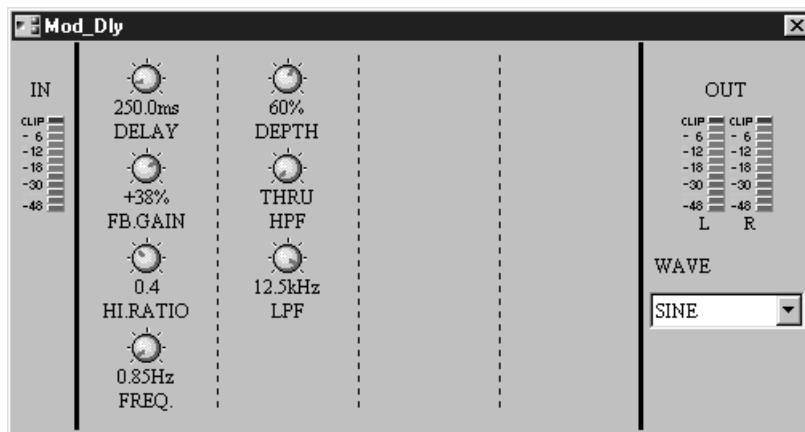 Mod_Dly
IN
CLIP
- 6
-12
-18
-30
-48
250.0ms
DELAY
+38%
FB.GAIN
0.4
HI.RATIO
0.85Hz
FREQ.
60%
DEPTH
THRU
HPF
12.5kHz
LPF
OUT
CLIP CLIP
- 6 - 6
-12 -12
-18 -18
-30 -30
-48 -48
L R
WAVE
SINE